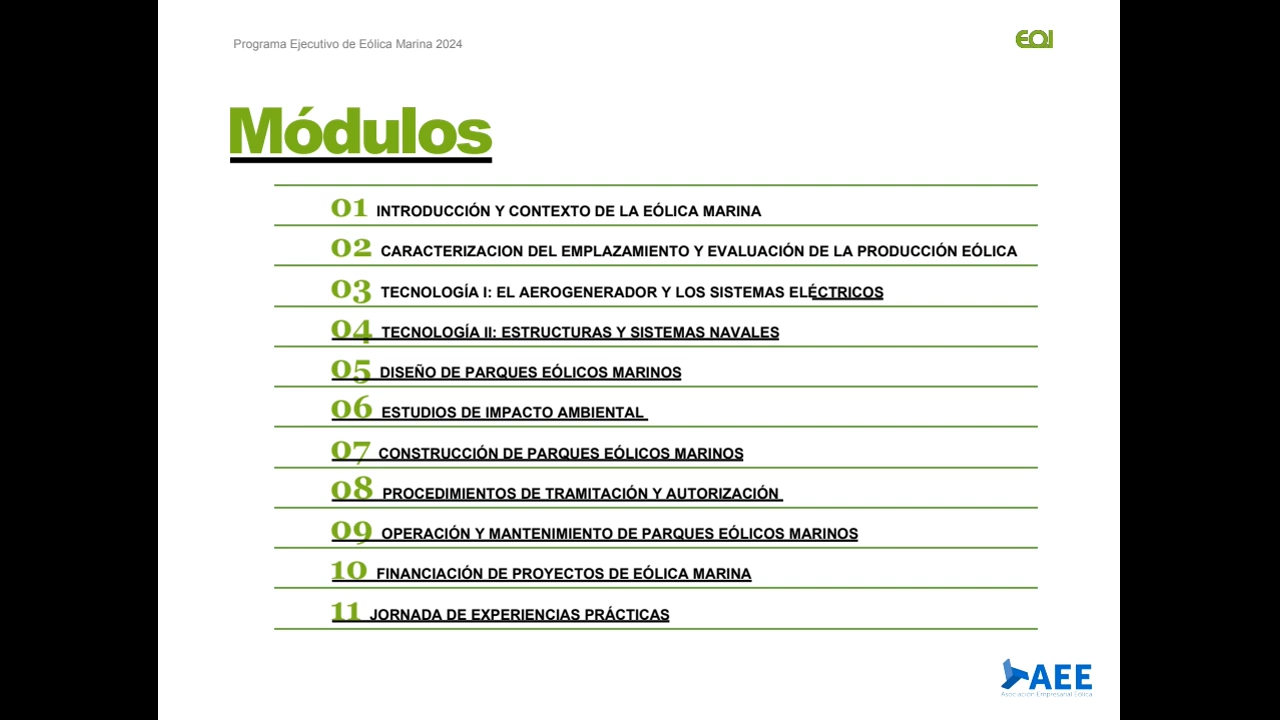 Programa Ejecutivo de Eólica Marina 2024
EOI
Módulos
01 INTRODUCCIÓN Y CONTEXTO DE LA EÓLICA MARINA
02 CARACTERIZACION DEL EMPLAZAMIENTO Y EVALUACIÓN DE LA PRODUCCIÓN EÓLICA
03 TECNOLOGÍA I: EL AEROGENERADOR Y LOS SISTEMAS ELÉCTRICOS
04 TECNOLOGÍA II: ESTRUCTURAS Y SISTEMAS NAVALES
05 DISEÑO DE PARQUES EÓLICOS MARINOS
06 ESTUDIOS DE IMPACTO AMBIENTAL
07 CONSTRUCCIÓN DE PARQUES EÓLICOS MARINOS
08 PROCEDIMIENTOS DE TRAMITACIÓN Y AUTORIZACIÓN
09 OPERACIÓN Y MANTENIMIENTO DE PARQUES EÓLICOS MARINOS
10 FINANCIACIÓN DE PROYECTOS DE EÓLICA MARINA
11 JORNADA DE EXPERIENCIAS PRÁCTICAS
AEE
Asociación Empresarial Eólica